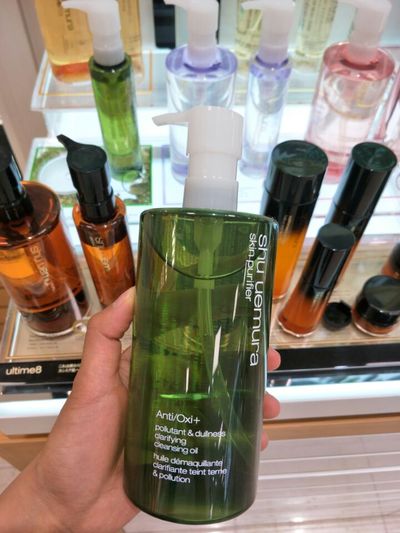 shu uemura
skin purifier
Anti/Oxi+
pollutant & dullness
clarifying
cleansing oil
huile démaquillante
clarifiante teint terne
& pollution
ultime8